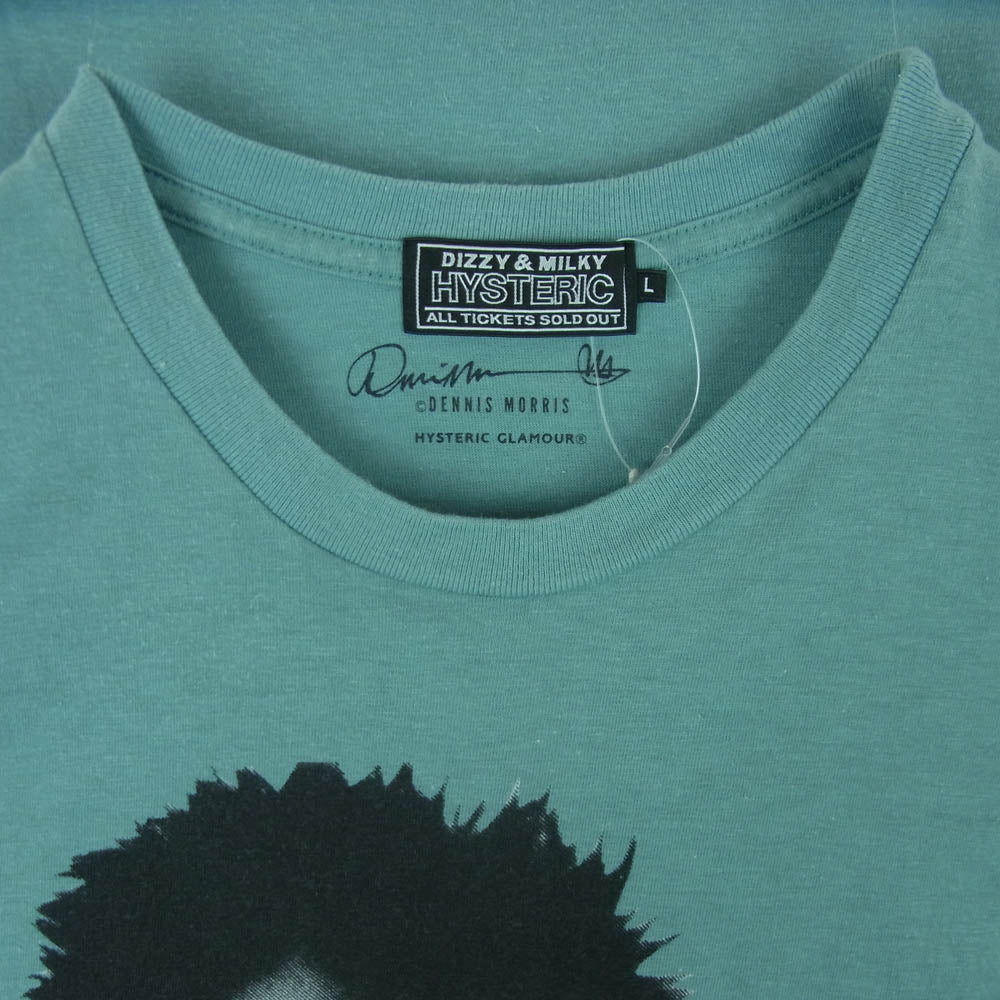 DIZZY & MILKY
HYSTERIC
L
ALL TICKETS SOLD OUT
©DENNIS MORRIS
HYSTERIC GLAMOUR®